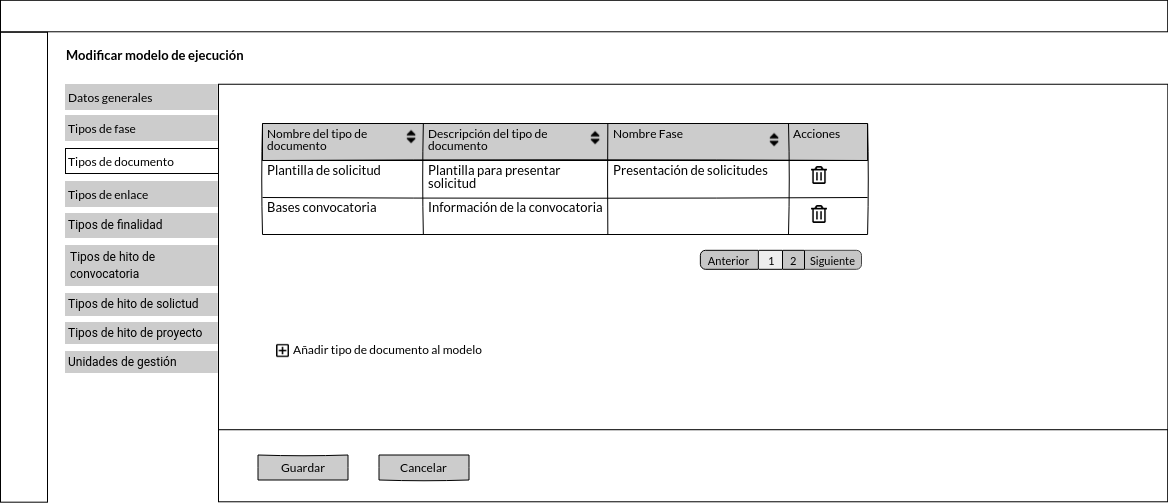 Modificar modelo de ejecución
Datos generales
Tipos de fase
Tipos de documento
Tipos de enlace
Tipos de finalidad
Tipos de hito de
convocatoria
Tipos de hito de solictud
Tipos de hito de proyecto
Unidades de gestión
Nombre del tipo de
documento
Descripción del tipo de
documento
Nombre Fase
Acciones
Plantilla de solicitud
Plantilla para presentar
solicitud
Presentación de solicitudes
Bases convocatoria
Información de la convocatoria
Anterior 1 2 Siguiente
Añadir tipo de documento al modelo
Guardar
Cancelar